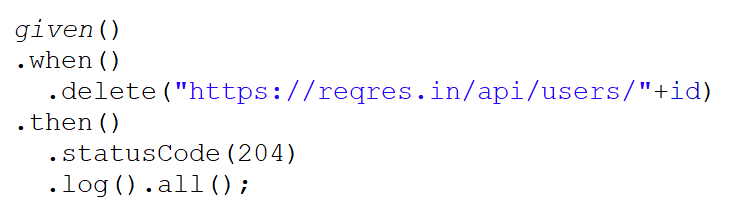 given()
.when()
  .delete("https://reqres.in/api/users/"+id)
.then()
  .statusCode(204)
  .log().all();